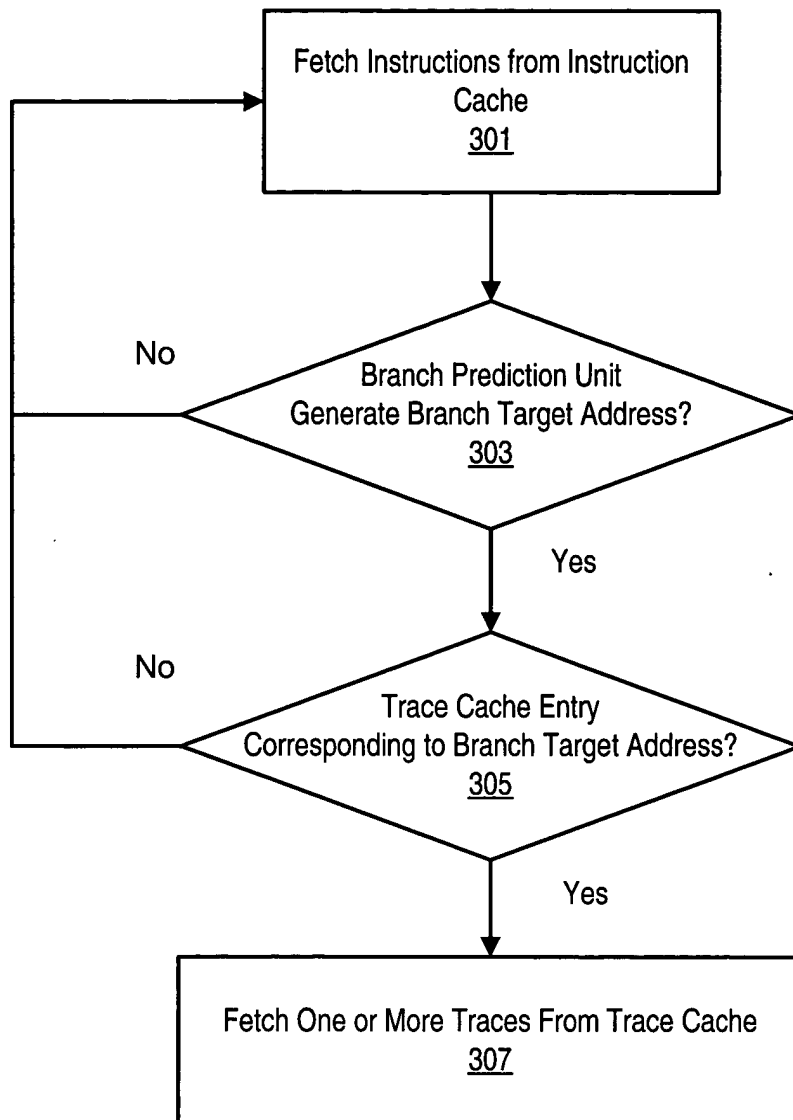 Fetch Instructions from Instruction
Cache
301
No
Branch Prediction Unit
Generate Branch Target Address?
303
Yes
No
Trace Cache Entry
Corresponding to Branch Target Address?
305
Yes
Fetch One or More Traces From Trace Cache
307